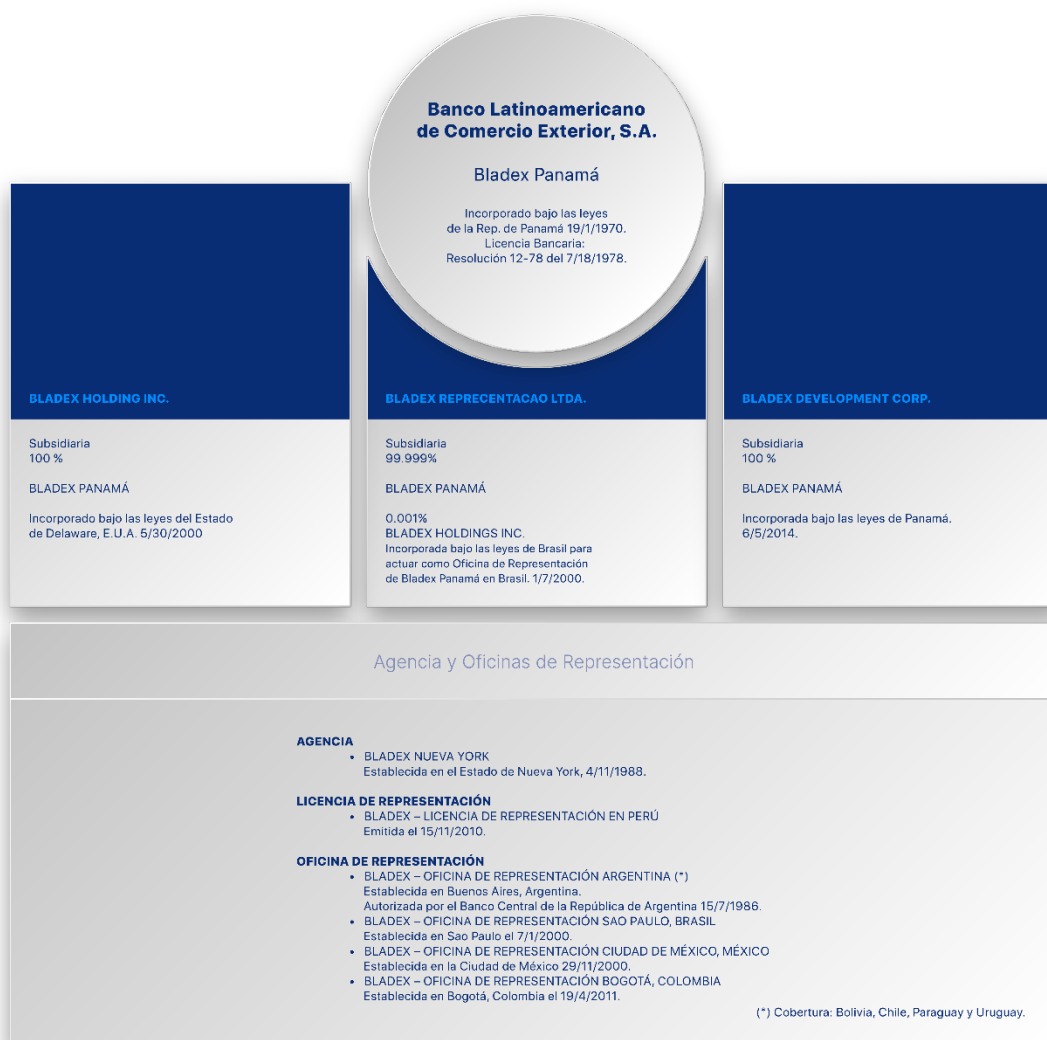 Banco Latinoamericano
de Comercio Exterior, S.A.
Bladex Panamá
Incorporado bajo las leyes
de la Rep. de Panamá 19/1/1970.
Licencia Bancaria:
Resolución 12-78 del 7/18/1978.
BLADEX HOLDING INC.
Subsidiaria
100 %
BLADEX PANAMÁ
Incorporado bajo las leyes del Estado
de Delaware, E.U.A. 5/30/2000
BLADEX REPRECENTACAO LTDA.
Subsidiaria
99.999%
BLADEX PANAMÁ
0.001%
BLADEX HOLDINGS INC.
Incorporada bajo las leyes de Brasil para
actuar como Oficina de Representación
de Bladex Panamá en Brasil. 1/7/2000.
BLADEX DEVELOPMENT CORP.
Subsidiaria
100 %
BLADEX PANAMÁ
Incorporada bajo las leyes de Panamá.
6/5/2014.
Agencia y Oficinas de Representación
AGENCIA
• BLADEX NUEVA YORK
Establecida en el Estado de Nueva York, 4/11/1988.
LICENCIA DE REPRESENTACIÓN
• BLADEX – LICENCIA DE REPRESENTACIÓN EN PERÚ
Emitida el 15/11/2010.
OFICINA DE REPRESENTACIÓN
• BLADEX – OFICINA DE REPRESENTACIÓN ARGENTINA (*)
Establecida en Buenos Aires, Argentina.
Autorizada por el Banco Central de la República de Argentina 15/7/1986.
• BLADEX – OFICINA DE REPRESENTACIÓN SAO PAULO, BRASIL
Establecida en Sao Paulo el 7/1/2000.
• BLADEX – OFICINA DE REPRESENTACIÓN CIUDAD DE MÉXICO, MÉXICO
Establecida en la Ciudad de México 29/11/2000.
• BLADEX – OFICINA DE REPRESENTACIÓN BOGOTÁ, COLOMBIA
Establecida en Bogotá, Colombia el 19/4/2011.
(*) Cobertura: Bolivia, Chile, Paraguay y Uruguay.